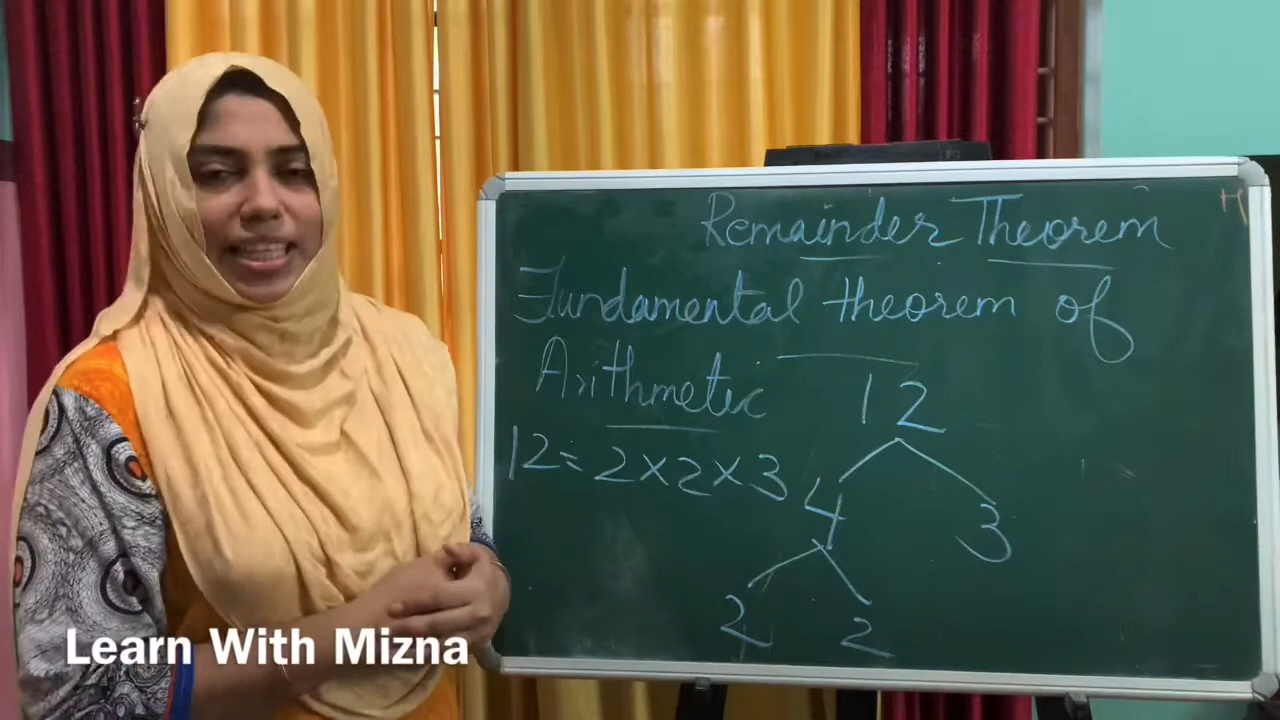 Remainder Theorem
Fundamental theorem of
Arithmetic
12
12 = 2×2×3
4 3
2 2
Learn With Mizna